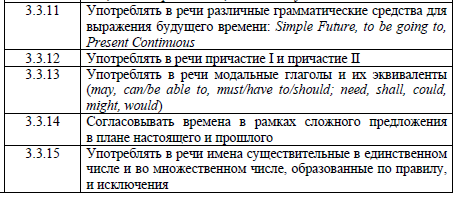 3.3.11 Употреблять в речи различные грамматические средства для
выражения будущего времени: Simple Future, to be going to,
Present Continuous
3.3.12 Употреблять в речи причастие I и причастие II
3.3.13 Употреблять в речи модальные глаголы и их эквиваленты
(may, can/be able to, must/have to/should; need, shall, could,
might, would)
3.3.14 Согласовывать времена в рамках сложного предложения
в плане настоящего и прошлого
3.3.15 Употреблять в речи имена существительные в единственном
числе и во множественном числе, образованные по правилу,
и исключения